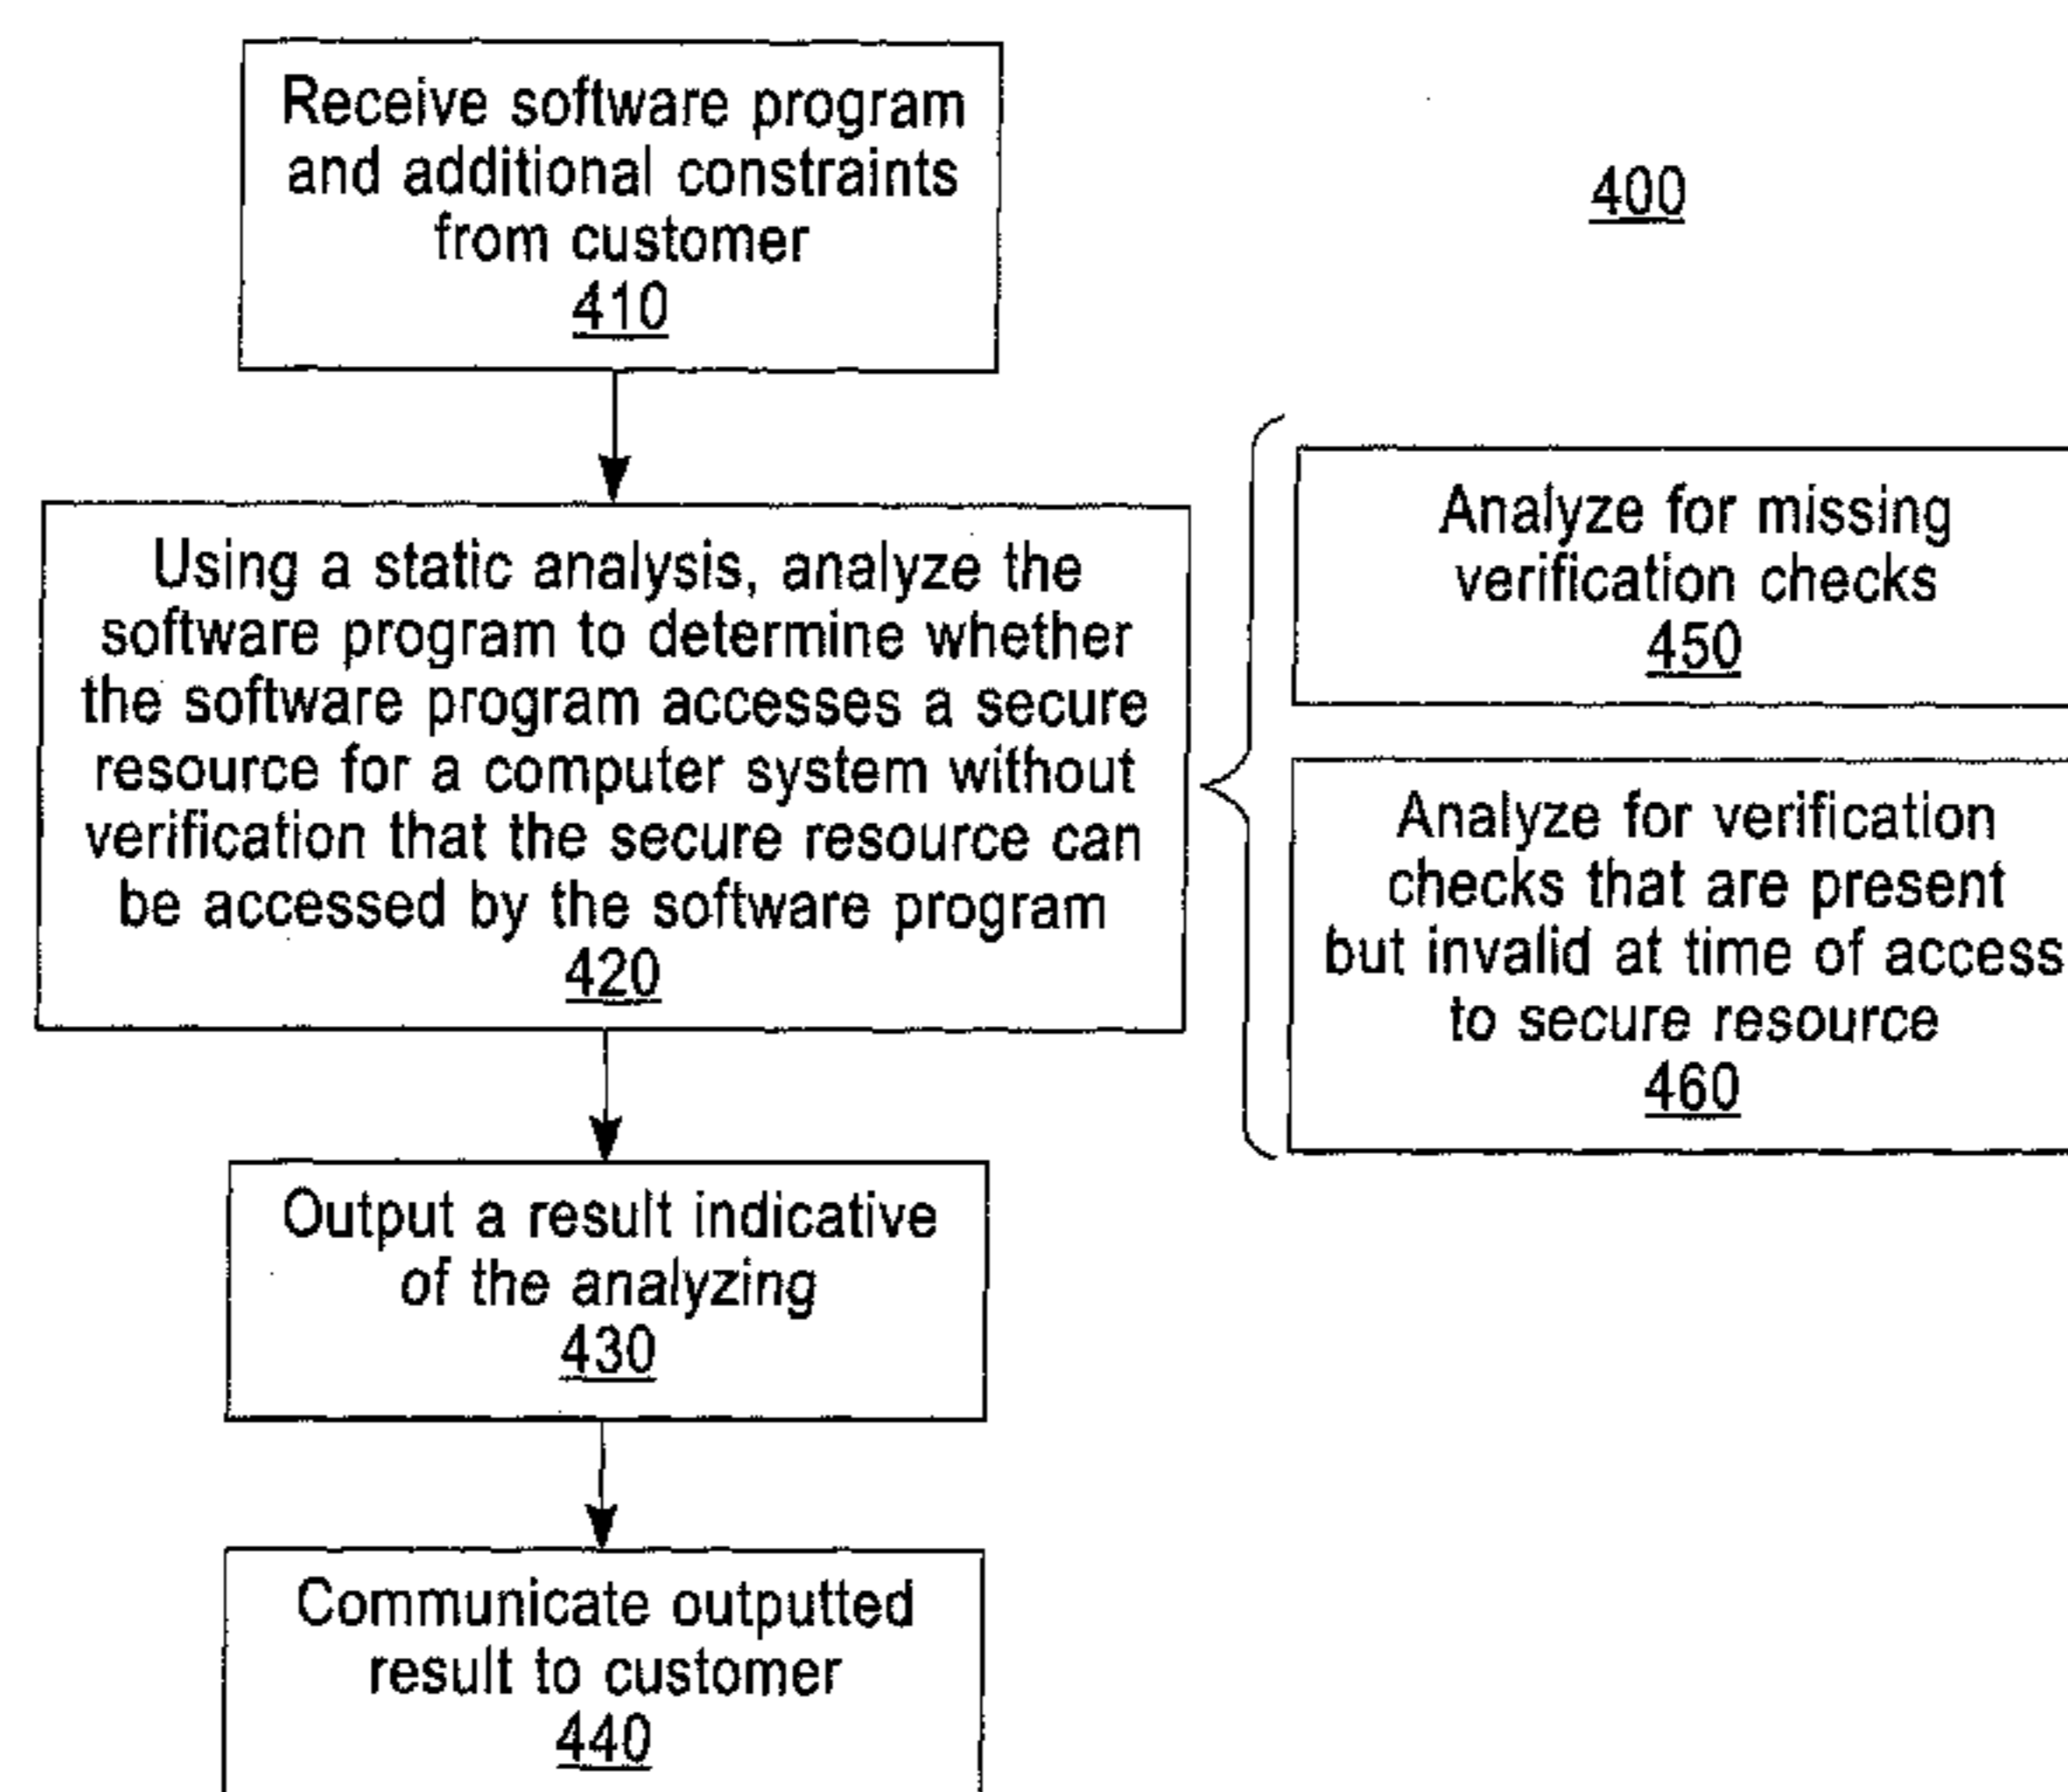 Receive software program
and additional constraints
from customer
410
400
Using a static analysis, analyze the
software program to determine whether
the software program accesses a secure
resource for a computer system without
verification that the secure resource can
be accessed by the software program
420
Analyze for missing
verification checks
450
Analyze for verification
checks that are present
but invalid at time of access
to secure resource
460
Output a result indicative
of the analyzing
430
Communicate outputted
result to customer
440